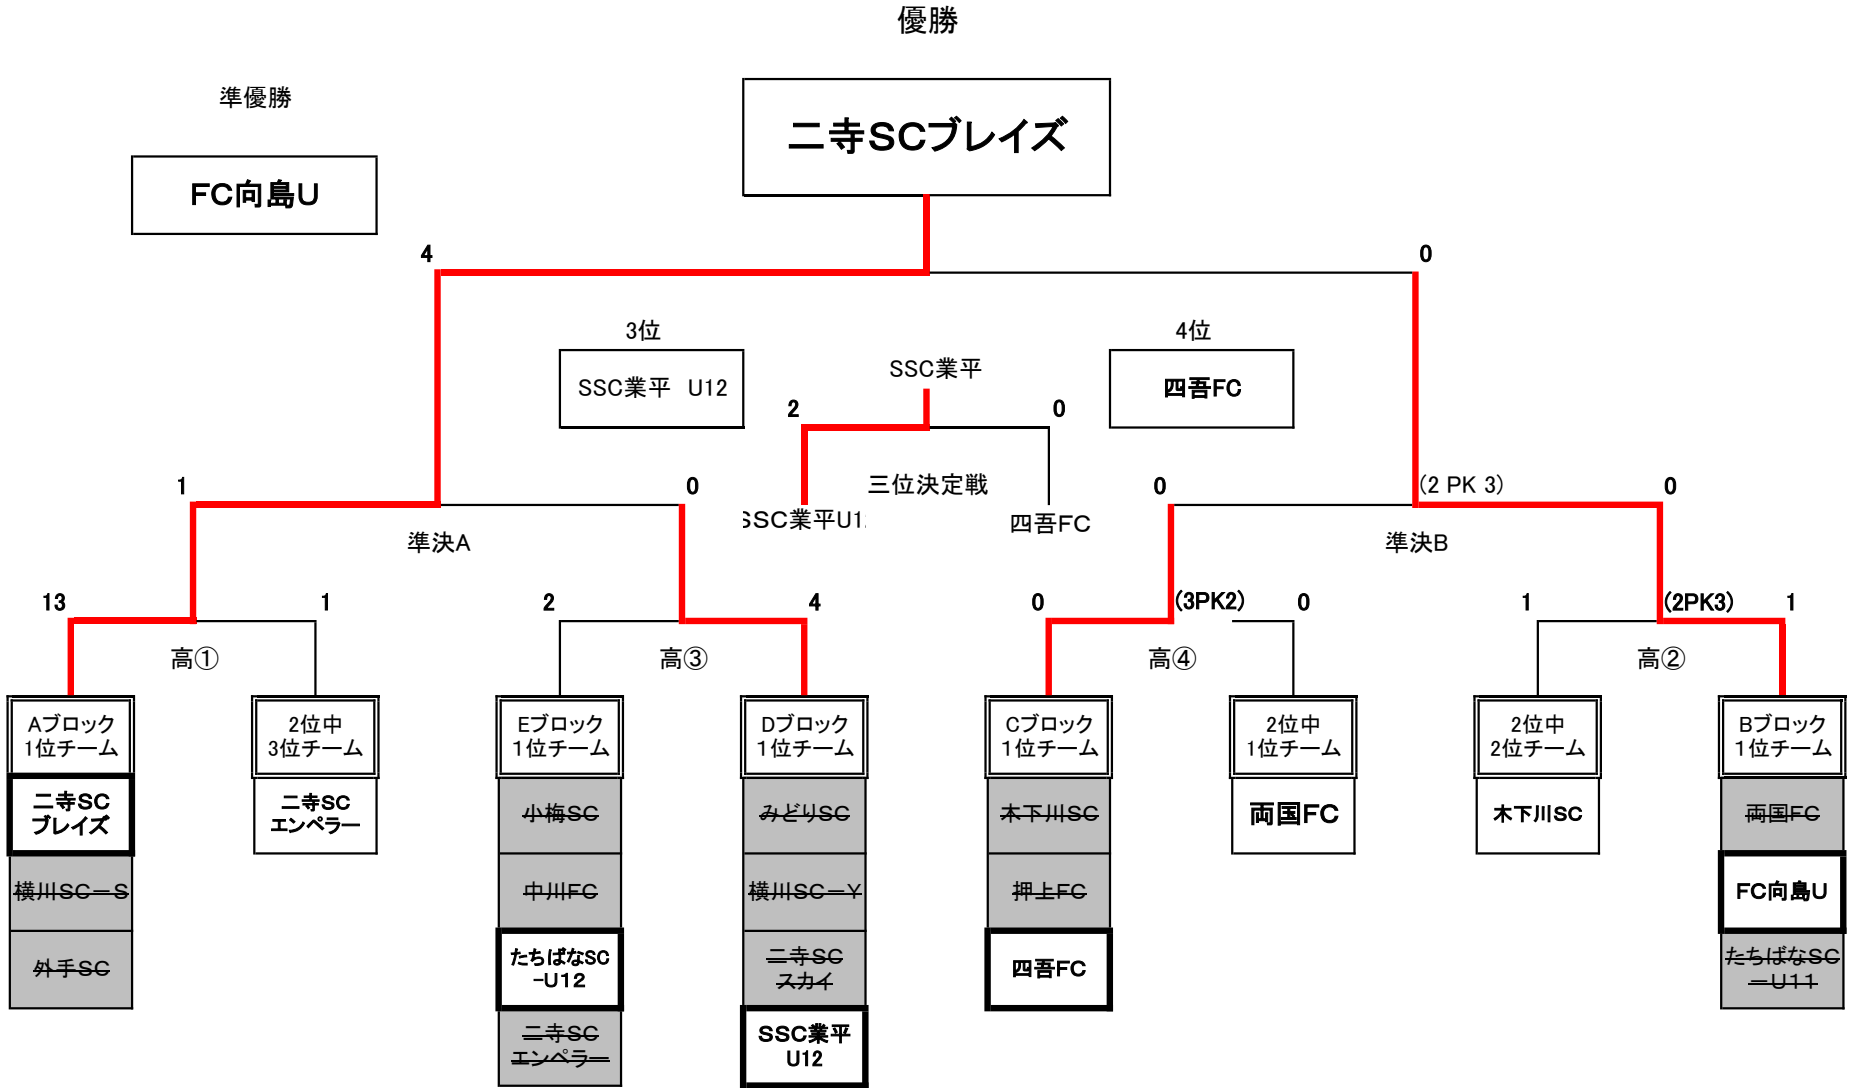 優勝
準優勝
二寺SCブレイズ
FC向島U
4
0
3位
4位
SSC業平 U12
SSC業平
四吾FC
2
0
1
0
三位決定戦
0
(2 PK 3)
0
SSC業平U1
四吾FC
準決A
準決B
13
1
2
4
0
(3PK2)
0
1
(2PK3)
1
高①
高③
高④
高②
Aブロック
1位チーム
2位中
3位チーム
Eブロック
1位チーム
Dブロック
1位チーム
Cブロック
1位チーム
2位中
1位チーム
2位中
2位チーム
Bブロック
1位チーム
二寺SC
ブレイズ
二寺SC
エンペラー
小梅SC
みどりSC
木下川SC
両国FC
木下川SC
両国FC
横川SC－S
中川FC
横川SC－Y
押上FC
FC向島U
外手SC
たちばなSC
-U12
二寺SC
スカイ
四吾FC
たちばなSC
－U11
二寺SC
エンペラー
SSC業平
U12